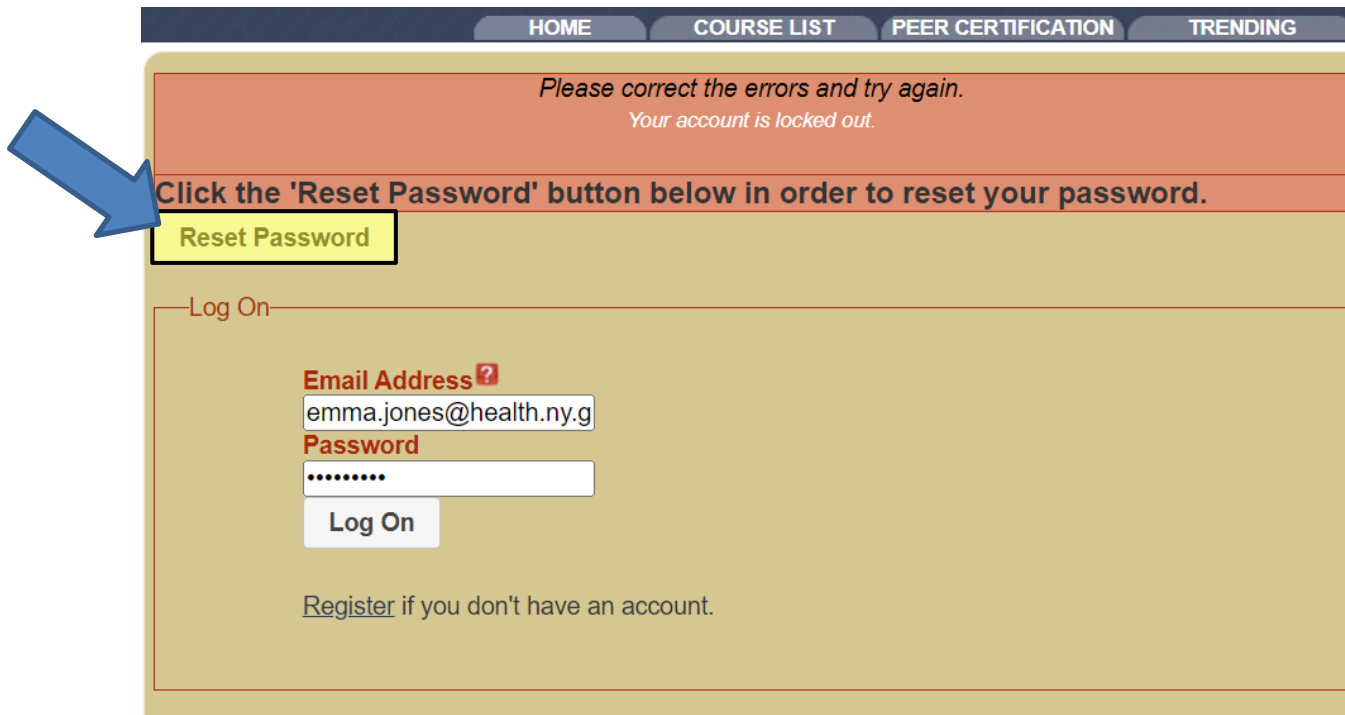 HOME COURSE LIST PEER CERTIFICATION TRENDING
Please correct the errors and try again.
Your account is locked out.
Click the 'Reset Password' button below in order to reset your password.
Reset Password
Log On
Email Address ?
emma.jones@health.ny.g
Password
•••••••••
Log On
Register if you don't have an account.